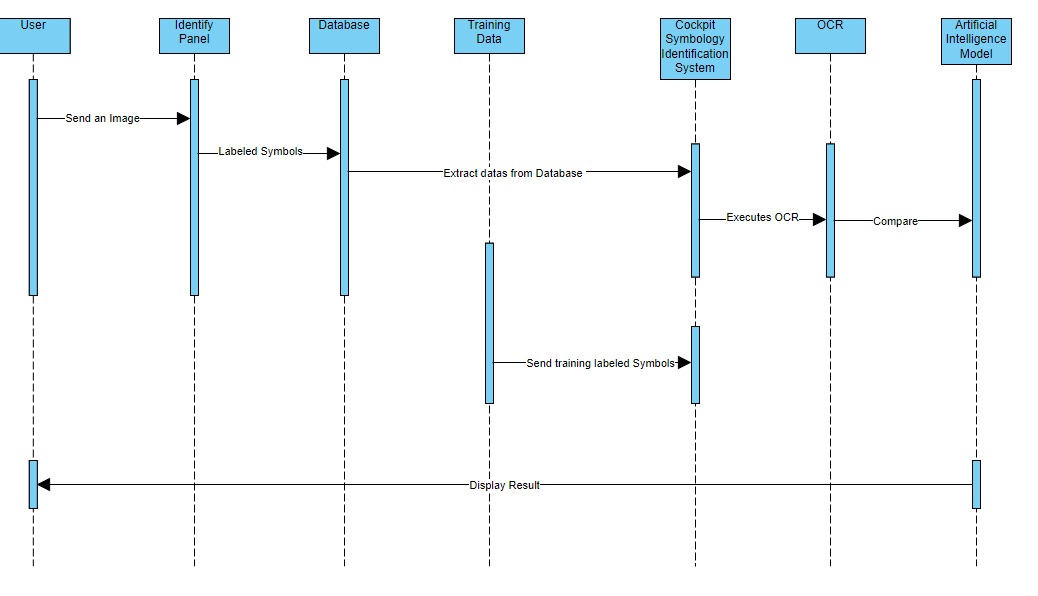 User
Identify
Panel
Database
Training
Data
Cockpit
Symbology
Identification
System
OCR
Artificial
Intelligence
Model
Send an Image
Labeled Symbols
Extract datas from Database
Executes OCR
Compare
Send training labeled Symbols
Display Result